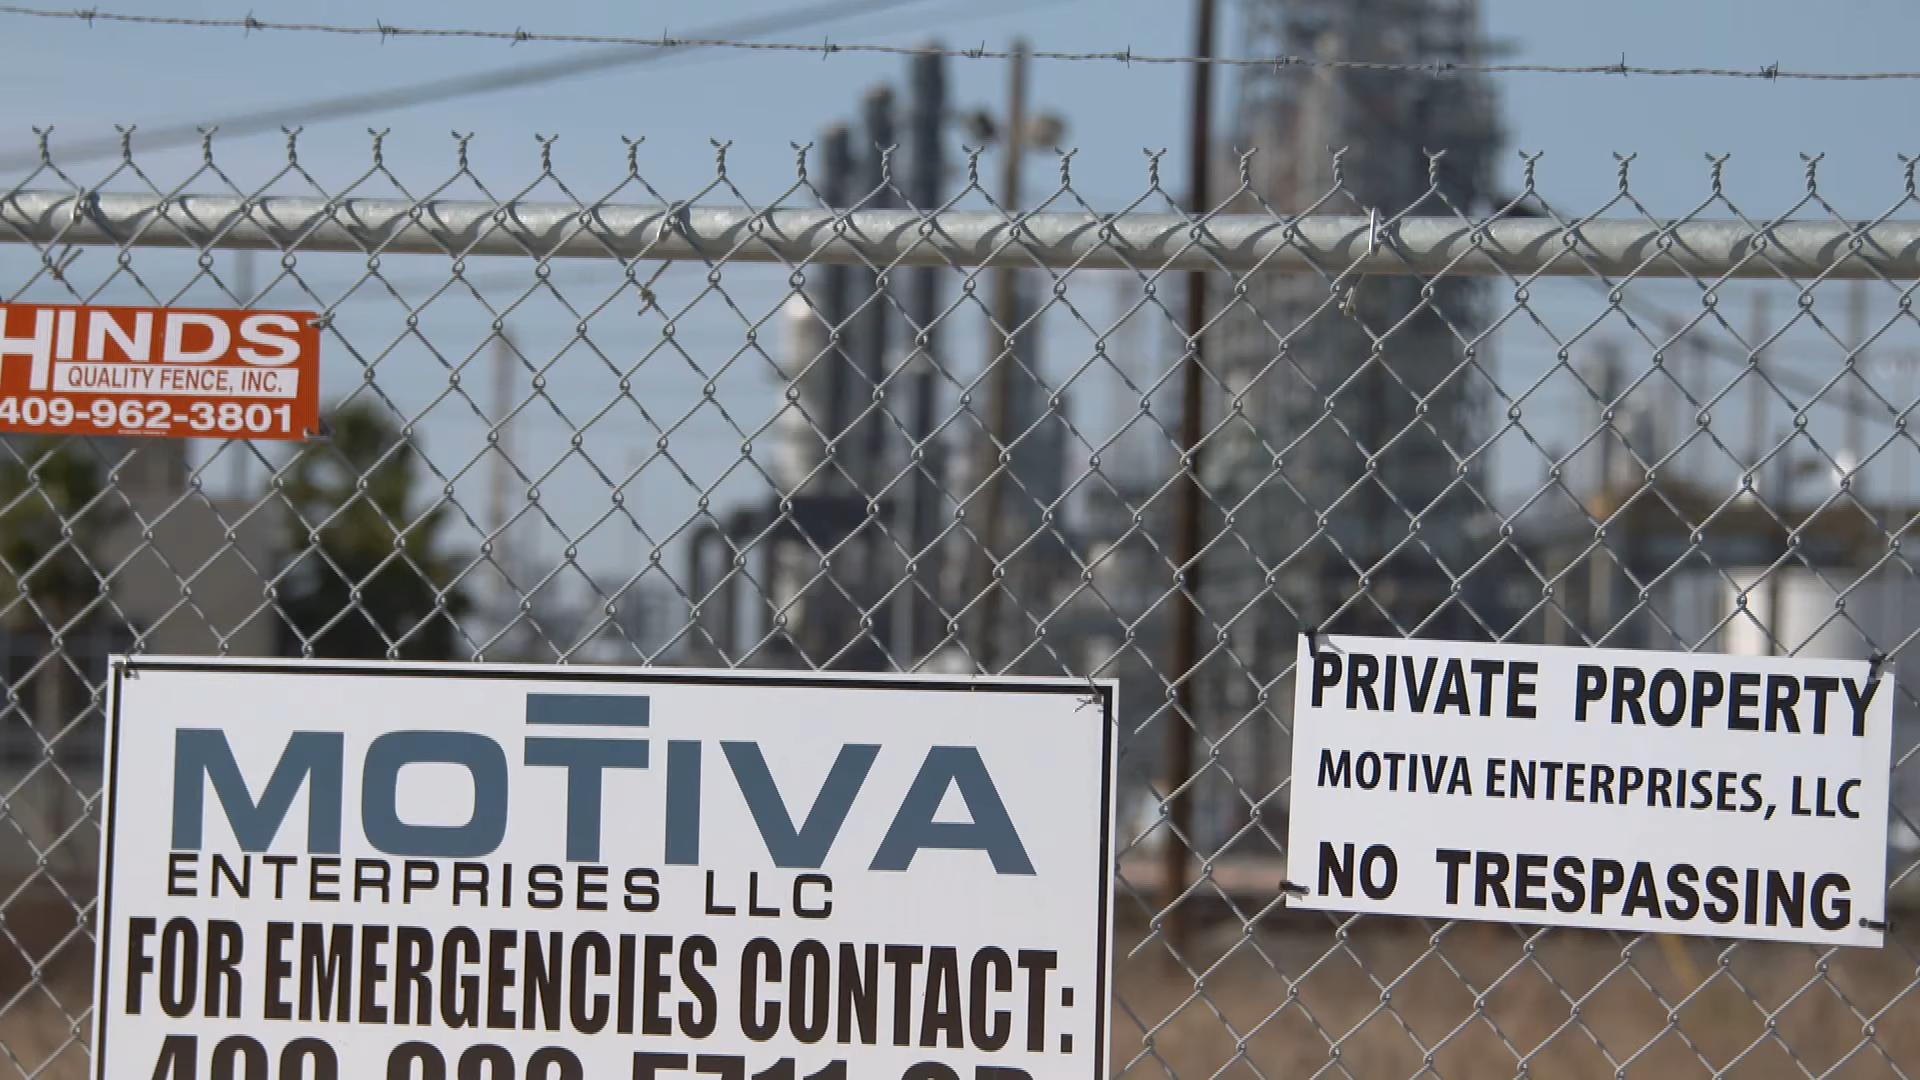 HINDS
QUALITY FENCE, INC.
409-962-3801
MOTIVA
ENTERPRISES LLC
FOR EMERGENCIES CONTACT:
PRIVATE PROPERTY
MOTIVA ENTERPRISES, LLC
NO TRESPASSING